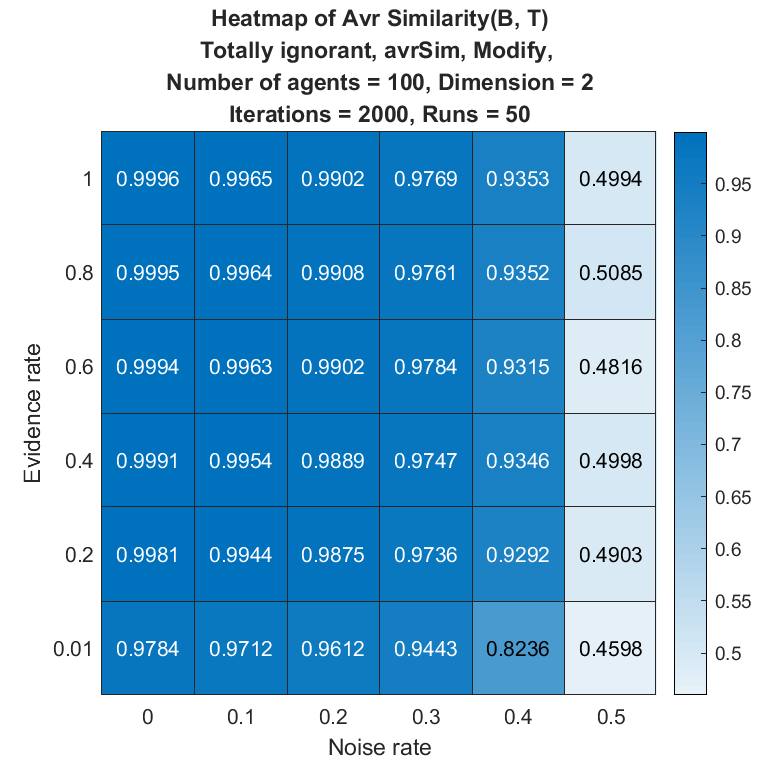 Heatmap of Avr Similarity(B, T)
Totally ignorant, avrSim, Modify,
Number of agents = 100, Dimension = 2
Iterations = 2000, Runs = 50
1 0.9996 0.9965 0.9902 0.9769 0.9353 0.4994
0.8 0.9995 0.9964 0.9908 0.9761 0.9352 0.5085
0.6 0.9994 0.9963 0.9902 0.9784 0.9315 0.4816
0.4 0.9991 0.9954 0.9889 0.9747 0.9346 0.4998
0.2 0.9981 0.9944 0.9875 0.9736 0.9292 0.4903
0.01 0.9784 0.9712 0.9612 0.9443 0.8236 0.4598
0 0.1 0.2 0.3 0.4 0.5
Noise rate
Evidence rate
0.95
0.9
0.85
0.8
0.75
0.7
0.65
0.6
0.55
0.5